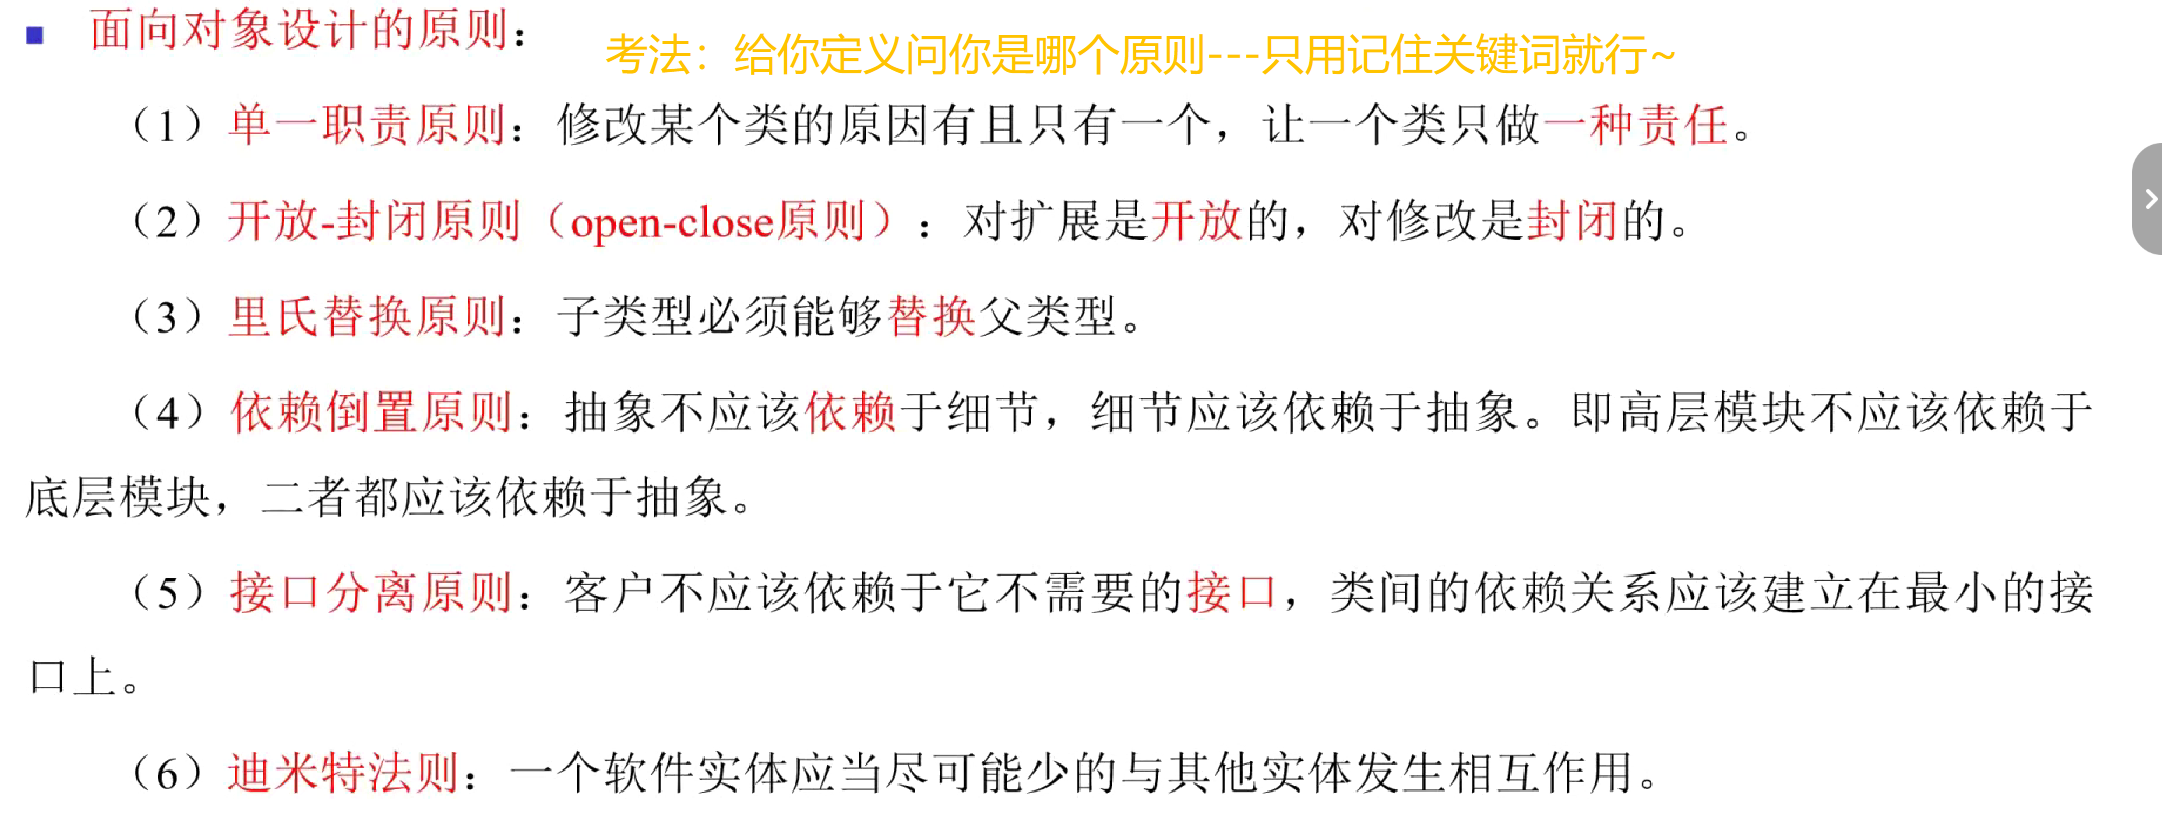 面向对象设计的原则：
考法：给你定义问你是哪个原则---只用记住关键词就行~
（1）单一职责原则：修改某个类的原因有且只有一个，让一个类只做一种责任。
（2）开放-封闭原则（open-close原则）：对扩展是开放的，对修改是封闭的。
（3）里氏替换原则：子类型必须能够替换父类型。
（4）依赖倒置原则：抽象不应该依赖于细节，细节应该依赖于抽象。即高层模块不应该依赖于
底层模块，二者都应该依赖于抽象。
（5）接口分离原则：客户不应该依赖于它不需要的接口，类间的依赖关系应该建立在最小的接
口上。
（6）迪米特法则：一个软件实体应当尽可能少的与其他实体发生相互作用。